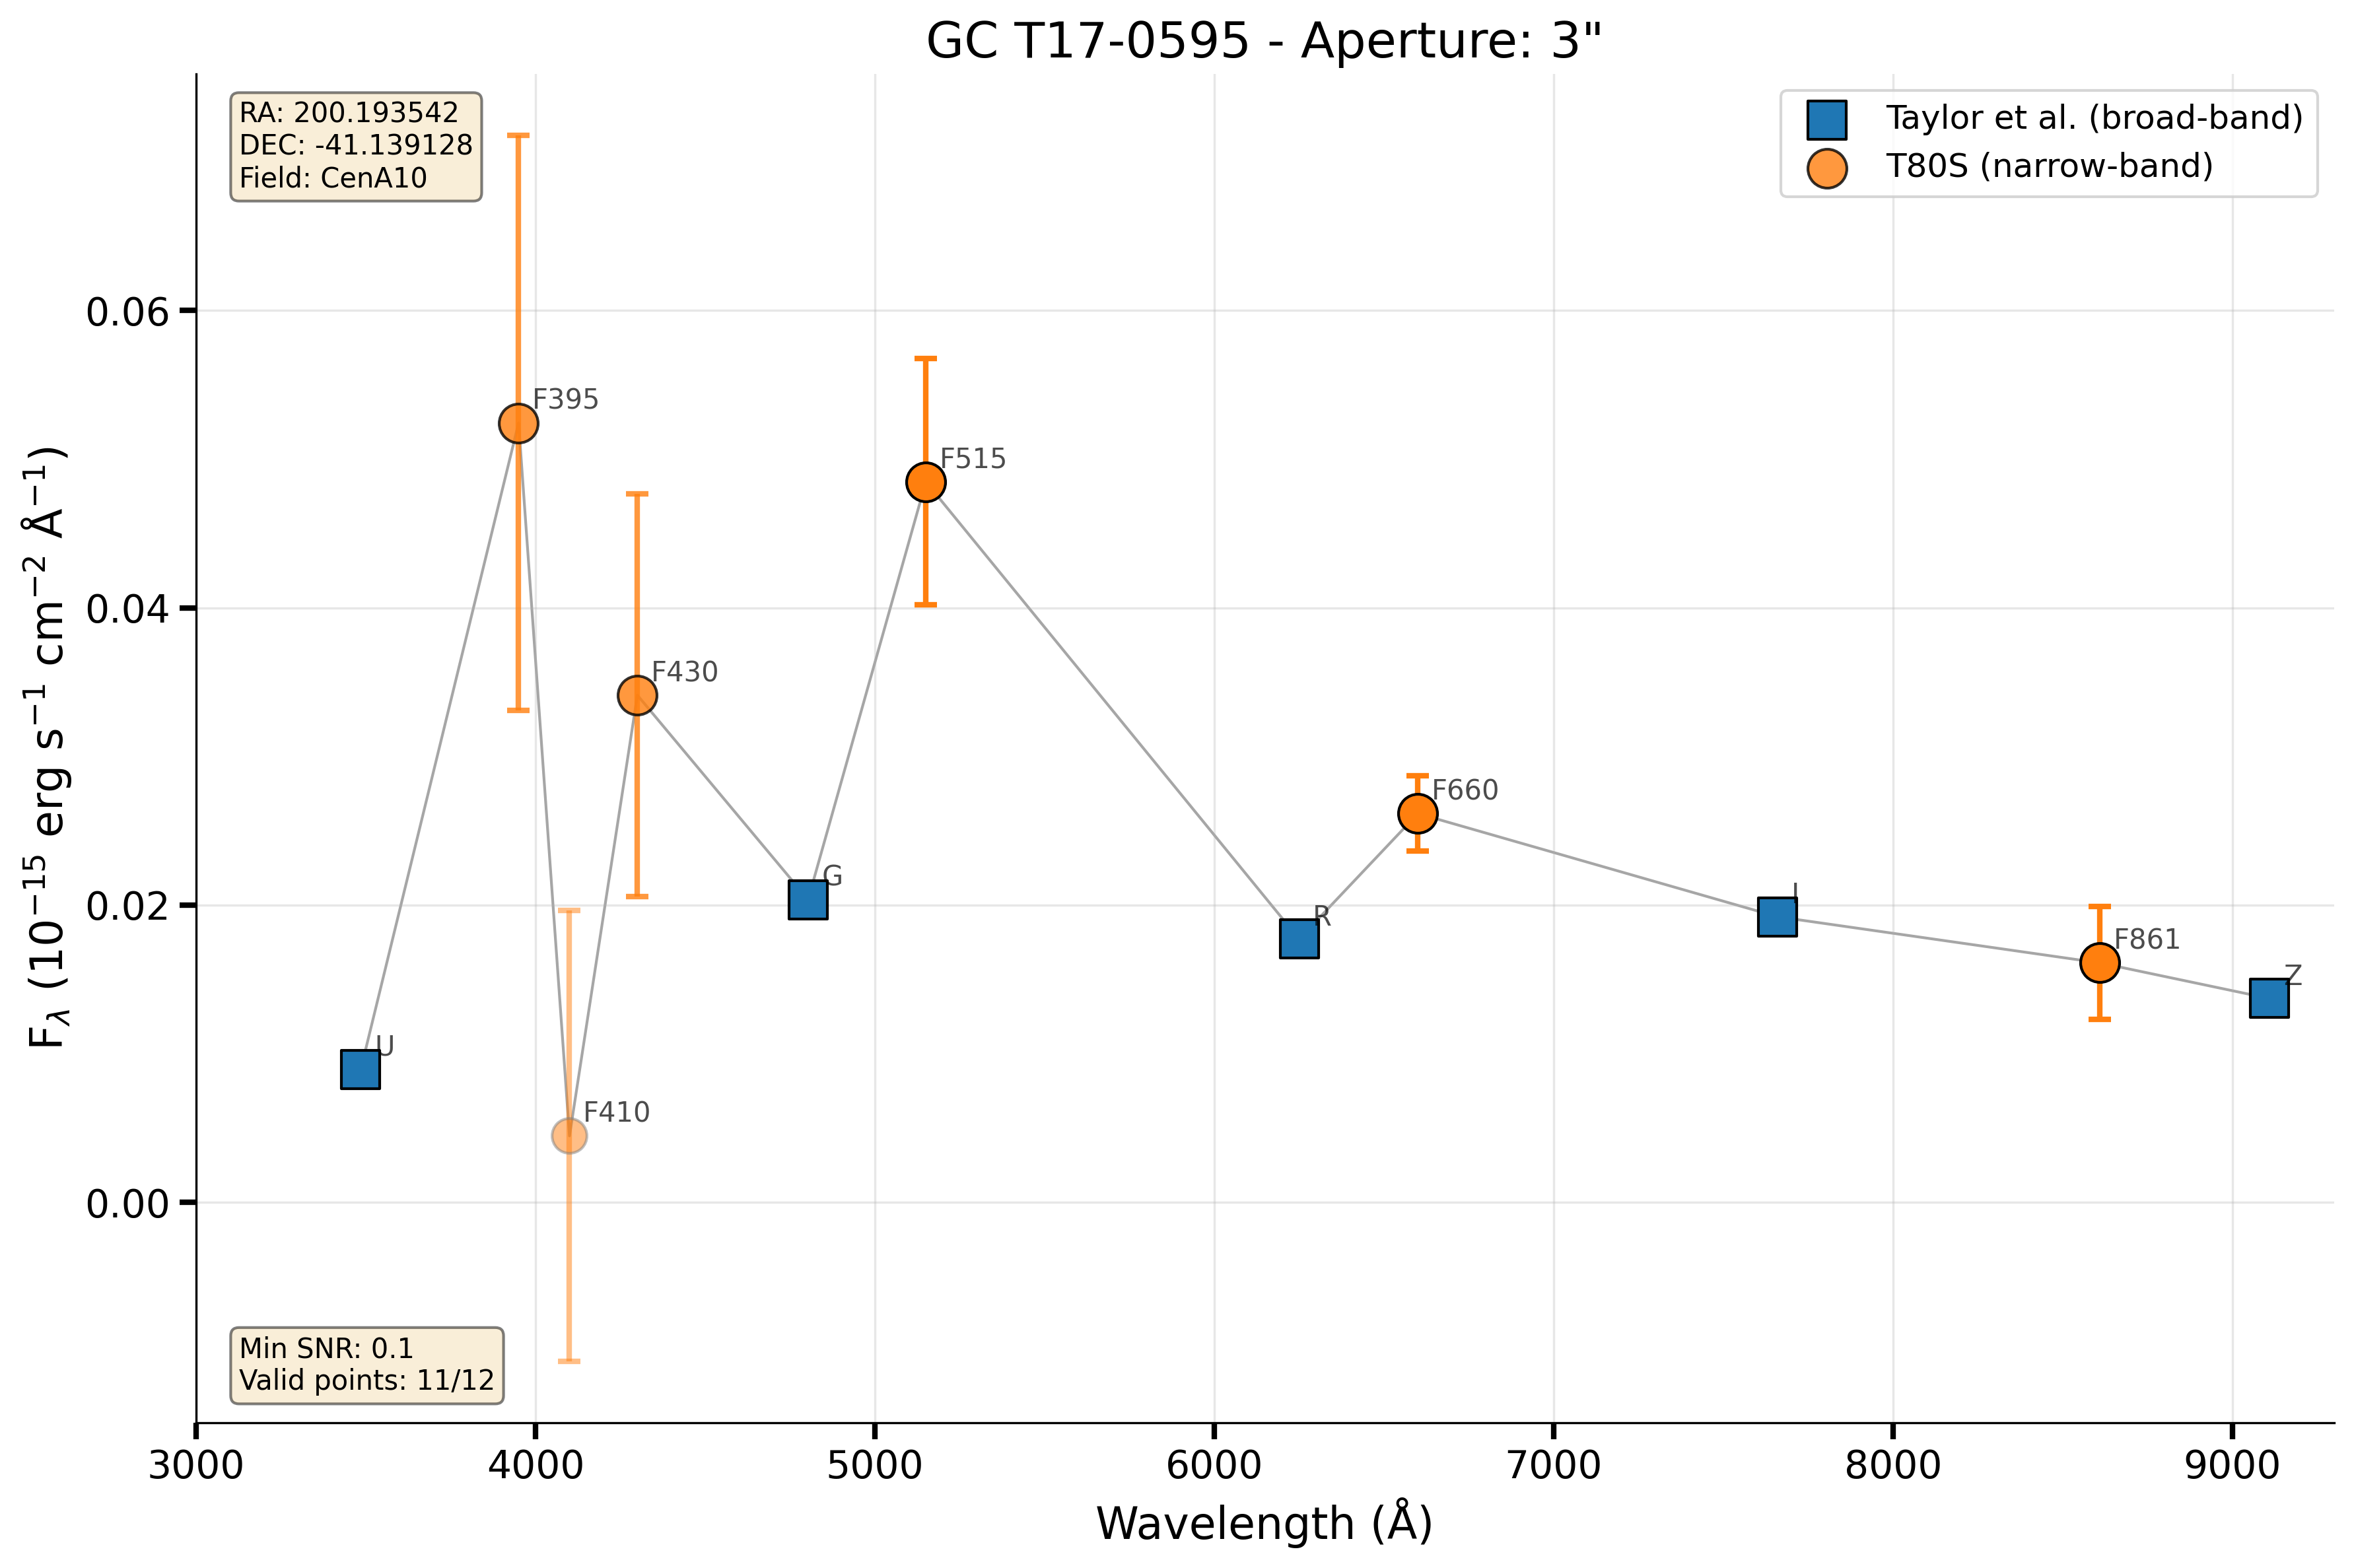 GC T17-0595 - Aperture: 3"
RA: 200.193542
DEC: -41.139128
Field: CenA10
Taylor et al. (broad-band)
T80S (narrow-band)
F395
F515
F430
F660
G
I
R
F861
Z
U
F410
Min SNR: 0.1
Valid points: 11/12
0.06
0.04
0.02
0.00
F$_{λ}$ (10$^{−15}$ erg s$^{−1}$ cm$^{−2}$ Å$^{−1}$)
3000 4000 5000 6000 7000 8000 9000
Wavelength (Å)